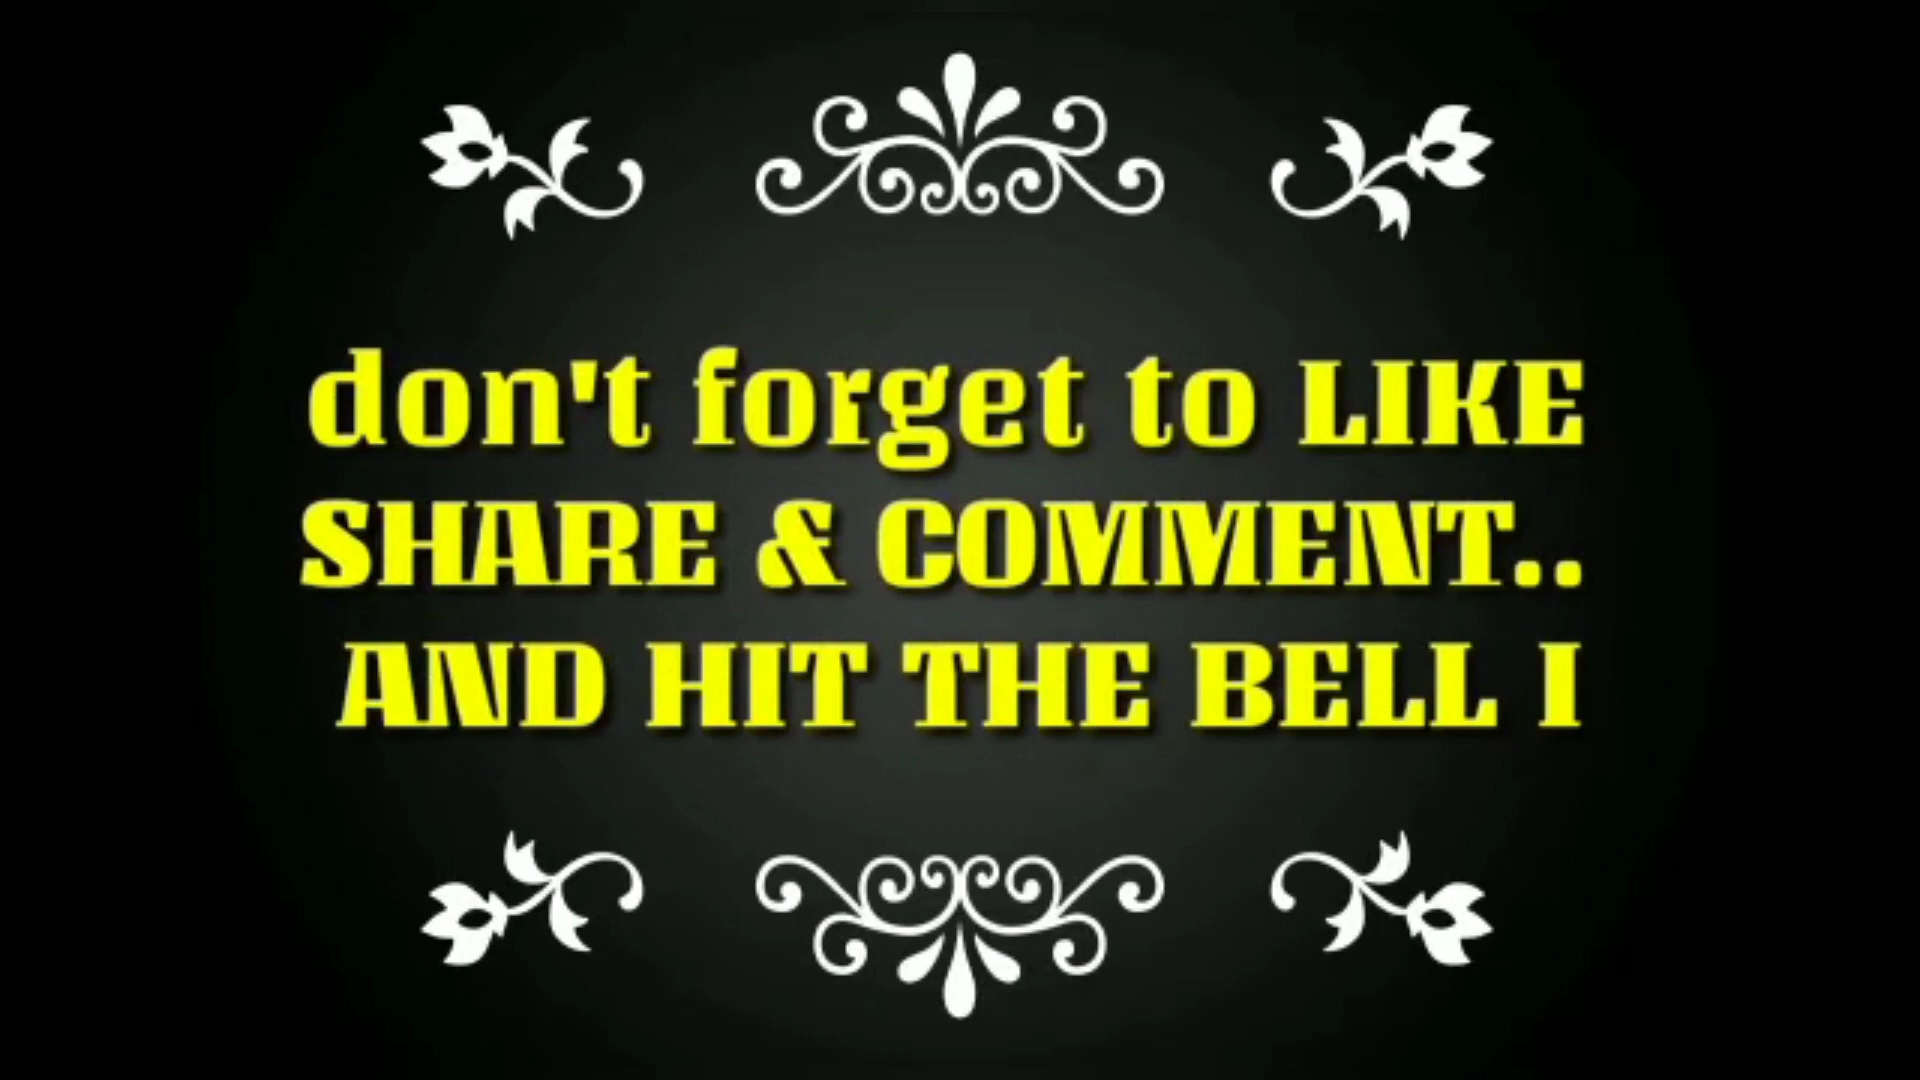 don't forget to LIKE
SHARE & COMMENT..
AND HIT THE BELL I